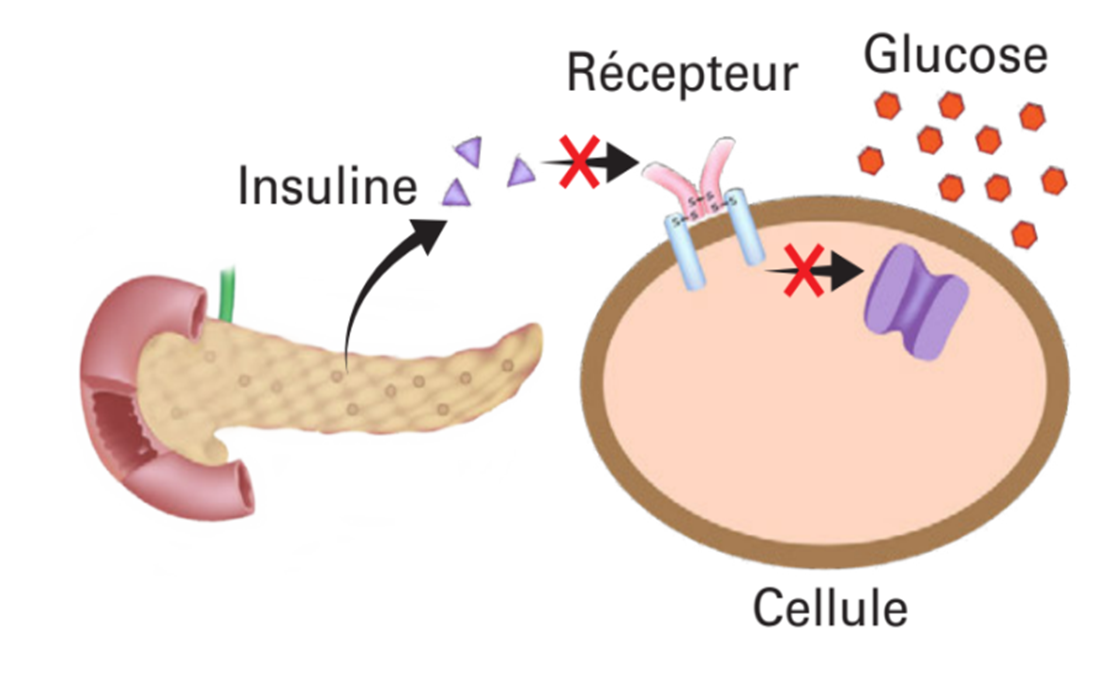 Glucose
Récepteur
Insuline
S-S
S-S
S-S
Cellule